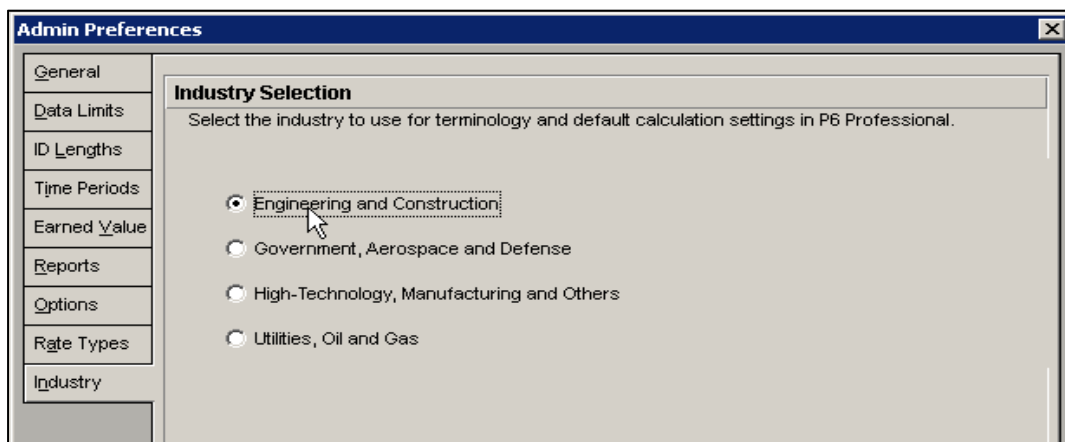 Admin Preferences
General
Data Limits
ID Lengths
Time Periods
Earned Value
Reports
Options
Rate Types
Industry
Industry Selection
Select the industry to use for terminology and default calculation settings in P6 Professional.
Engineering and Construction
Government, Aerospace and Defense
High-Technology, Manufacturing and Others
Utilities, Oil and Gas